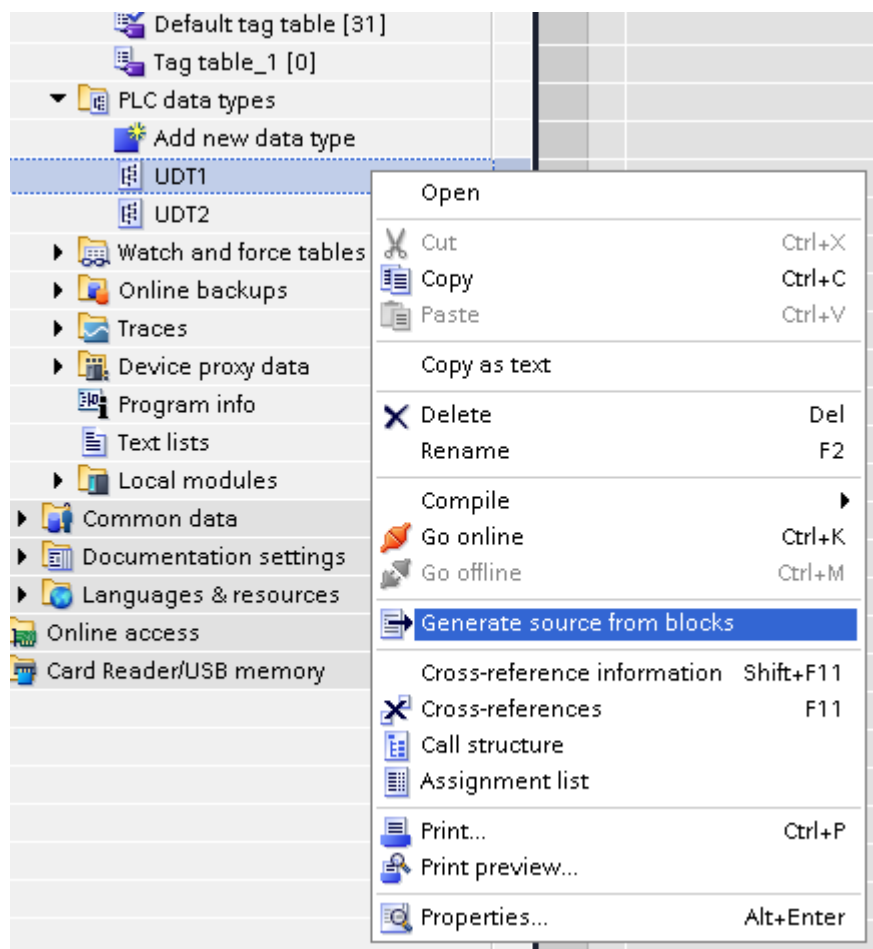 Default tag table [31]
Tag table_1 [0]
PLC data types
Add new data type
UDT1
UDT2
Watch and force tables
Online backups
Traces
Device proxy data
Program info
Text lists
Local modules
Common data
Documentation settings
Languages & resources
Online access
Card Reader/USB memory
Open
Cut Ctrl+X
Copy Ctrl+C
Paste Ctrl+V
Copy as text
Delete Del
Rename F2
Compile
Go online Ctrl+K
Go offline Ctrl+M
Generate source from blocks
Cross-reference information Shift+F11
Cross-references F11
Call structure
Assignment list
Print... Ctrl+P
Print preview...
Properties... Alt+Enter